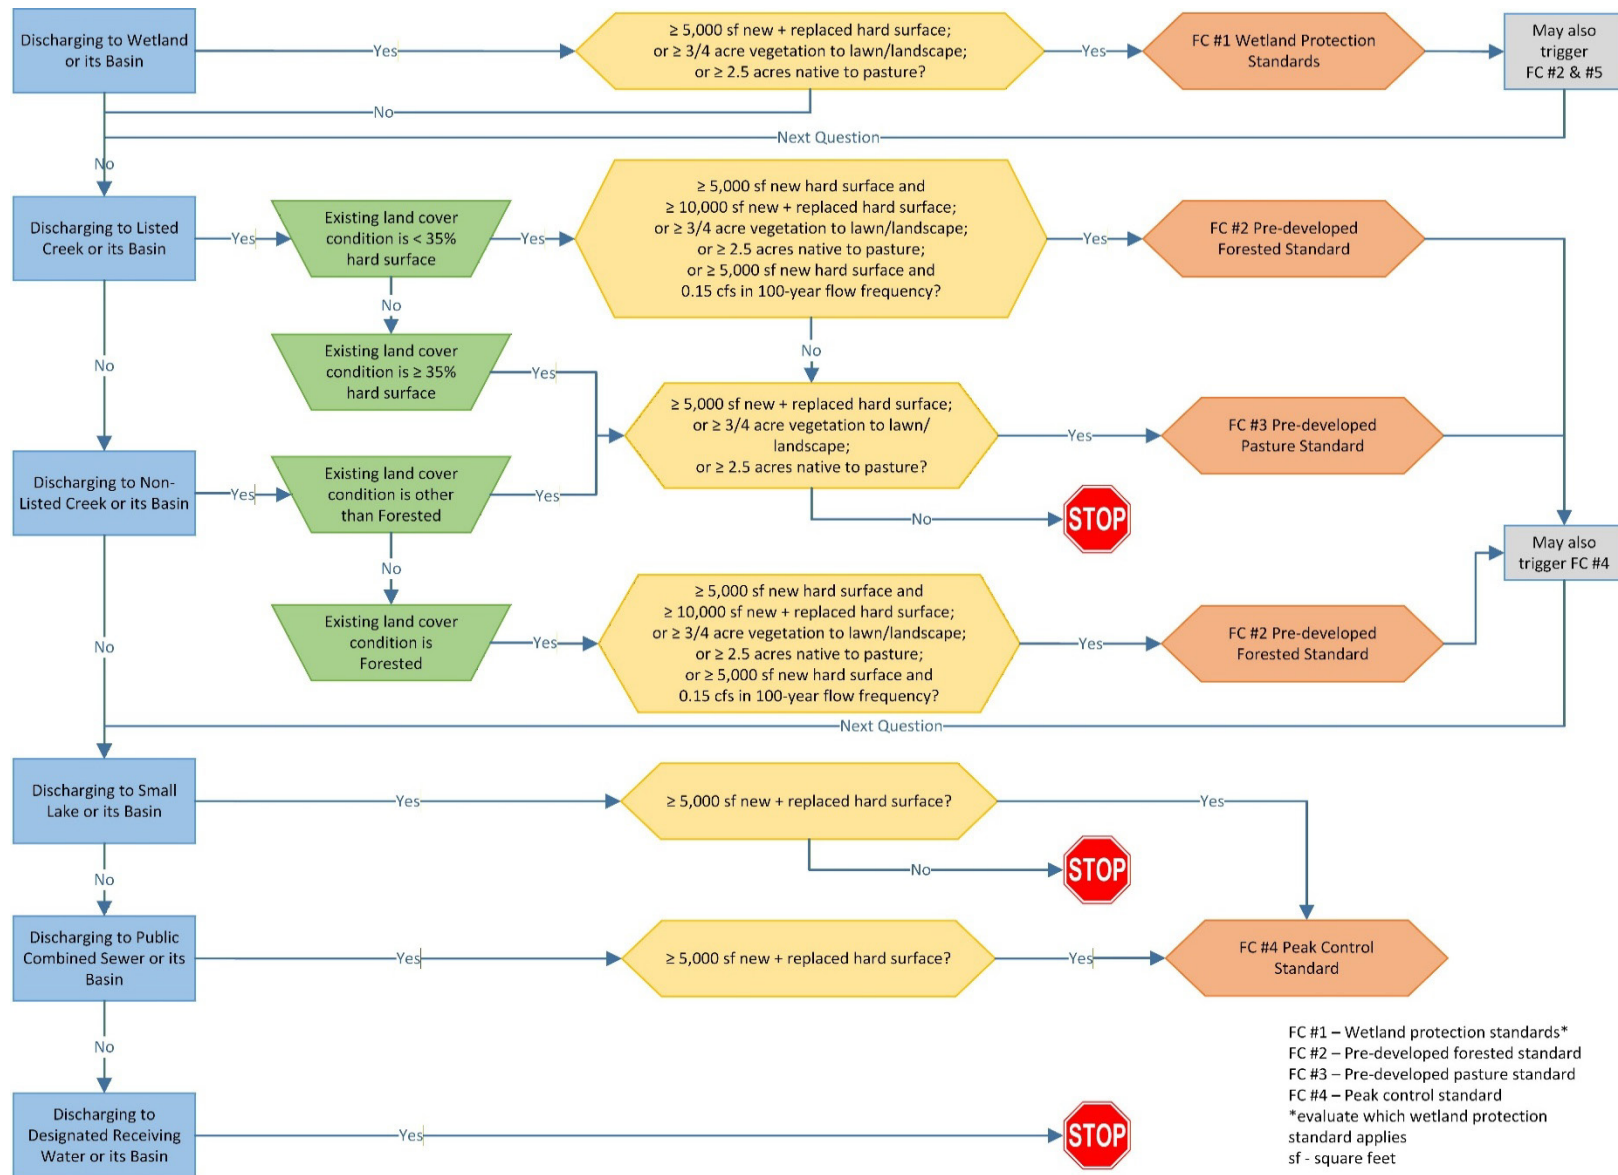 Discharging to Wetland
or its Basin
Yes
≥ 5,000 sf new + replaced hard surface;
or ≥ 3/4 acre vegetation to lawn/landscape;
or ≥ 2.5 acres native to pasture?
Yes
FC #1 Wetland Protection
Standards
May also
trigger
FC #2 & #5
No
Next Question
No
Discharging to Listed
Creek or its Basin
Yes
Existing land cover
condition is < 35%
hard surface
Yes
≥ 5,000 sf new hard surface and
≥ 10,000 sf new + replaced hard surface;
or ≥ 3/4 acre vegetation to lawn/landscape;
or ≥ 2.5 acres native to pasture;
or ≥ 5,000 sf new hard surface and
0.15 cfs in 100-year flow frequency?
Yes
FC #2 Pre-developed
Forested Standard
No
No
No
Existing land cover
condition is ≥ 35%
hard surface
Yes
≥ 5,000 sf new + replaced hard surface;
or ≥ 3/4 acre vegetation to lawn/
landscape;
or ≥ 2.5 acres native to pasture?
Yes
FC #3 Pre-developed
Pasture Standard
Discharging to Non-
Listed Creek or its Basin
Yes
Existing land cover
condition is other
than Forested
Yes
No
STOP
May also
trigger FC #4
No
No
Existing land cover
condition is
Forested
Yes
≥ 5,000 sf new hard surface and
≥ 10,000 sf new + replaced hard surface;
or ≥ 3/4 acre vegetation to lawn/landscape;
or ≥ 2.5 acres native to pasture;
or ≥ 5,000 sf new hard surface and
0.15 cfs in 100-year flow frequency?
Yes
FC #2 Pre-developed
Forested Standard
Next Question
Discharging to Small
Lake or its Basin
Yes
≥ 5,000 sf new + replaced hard surface?
Yes
No
STOP
No
Discharging to Public
Combined Sewer or its
Basin
Yes
≥ 5,000 sf new + replaced hard surface?
Yes
FC #4 Peak Control
Standard
No
Discharging to
Designated Receiving
Water or its Basin
Yes
STOP
FC #1 – Wetland protection standards*
FC #2 – Pre-developed forested standard
FC #3 – Pre-developed pasture standard
FC #4 – Peak control standard
*evaluate which wetland protection
standard applies
sf - square feet